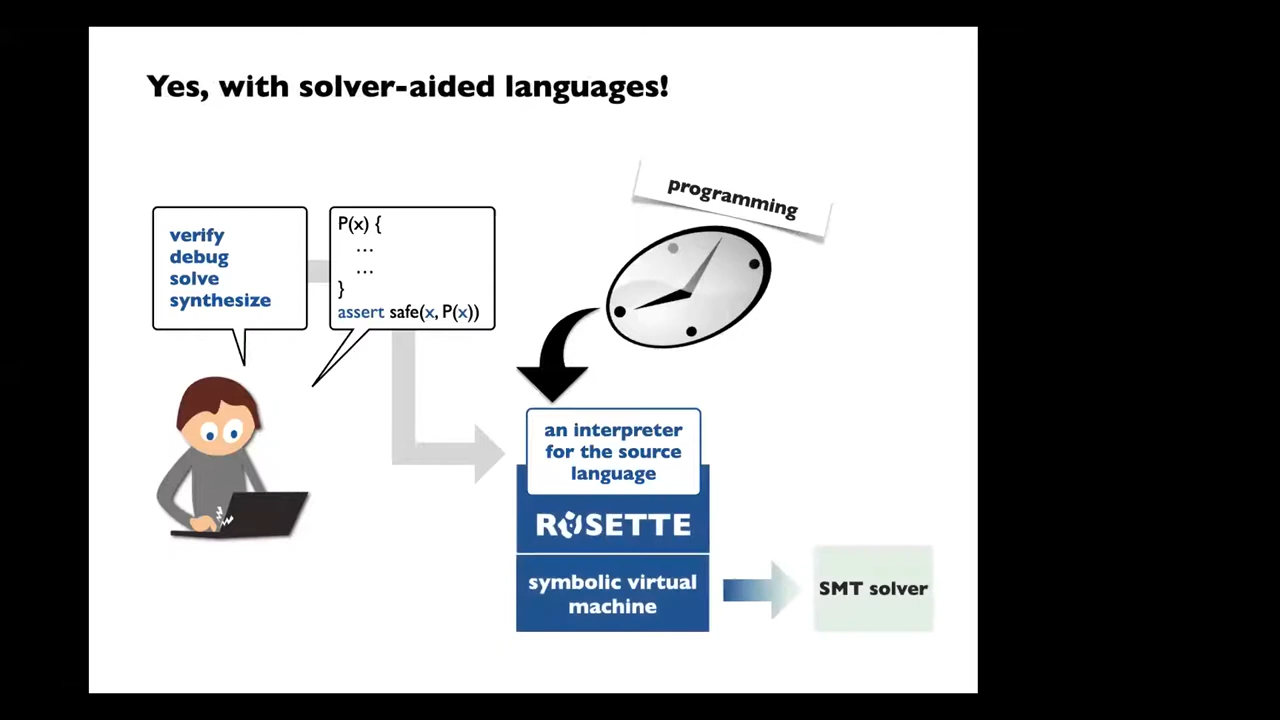 Yes, with solver-aided languages!
programming
verify
debug
solve
synthesize
P(x) {
...
...
}
assert safe(x, P(x))
an interpreter
for the source
language
ROSETTE
symbolic virtual
machine
SMT solver